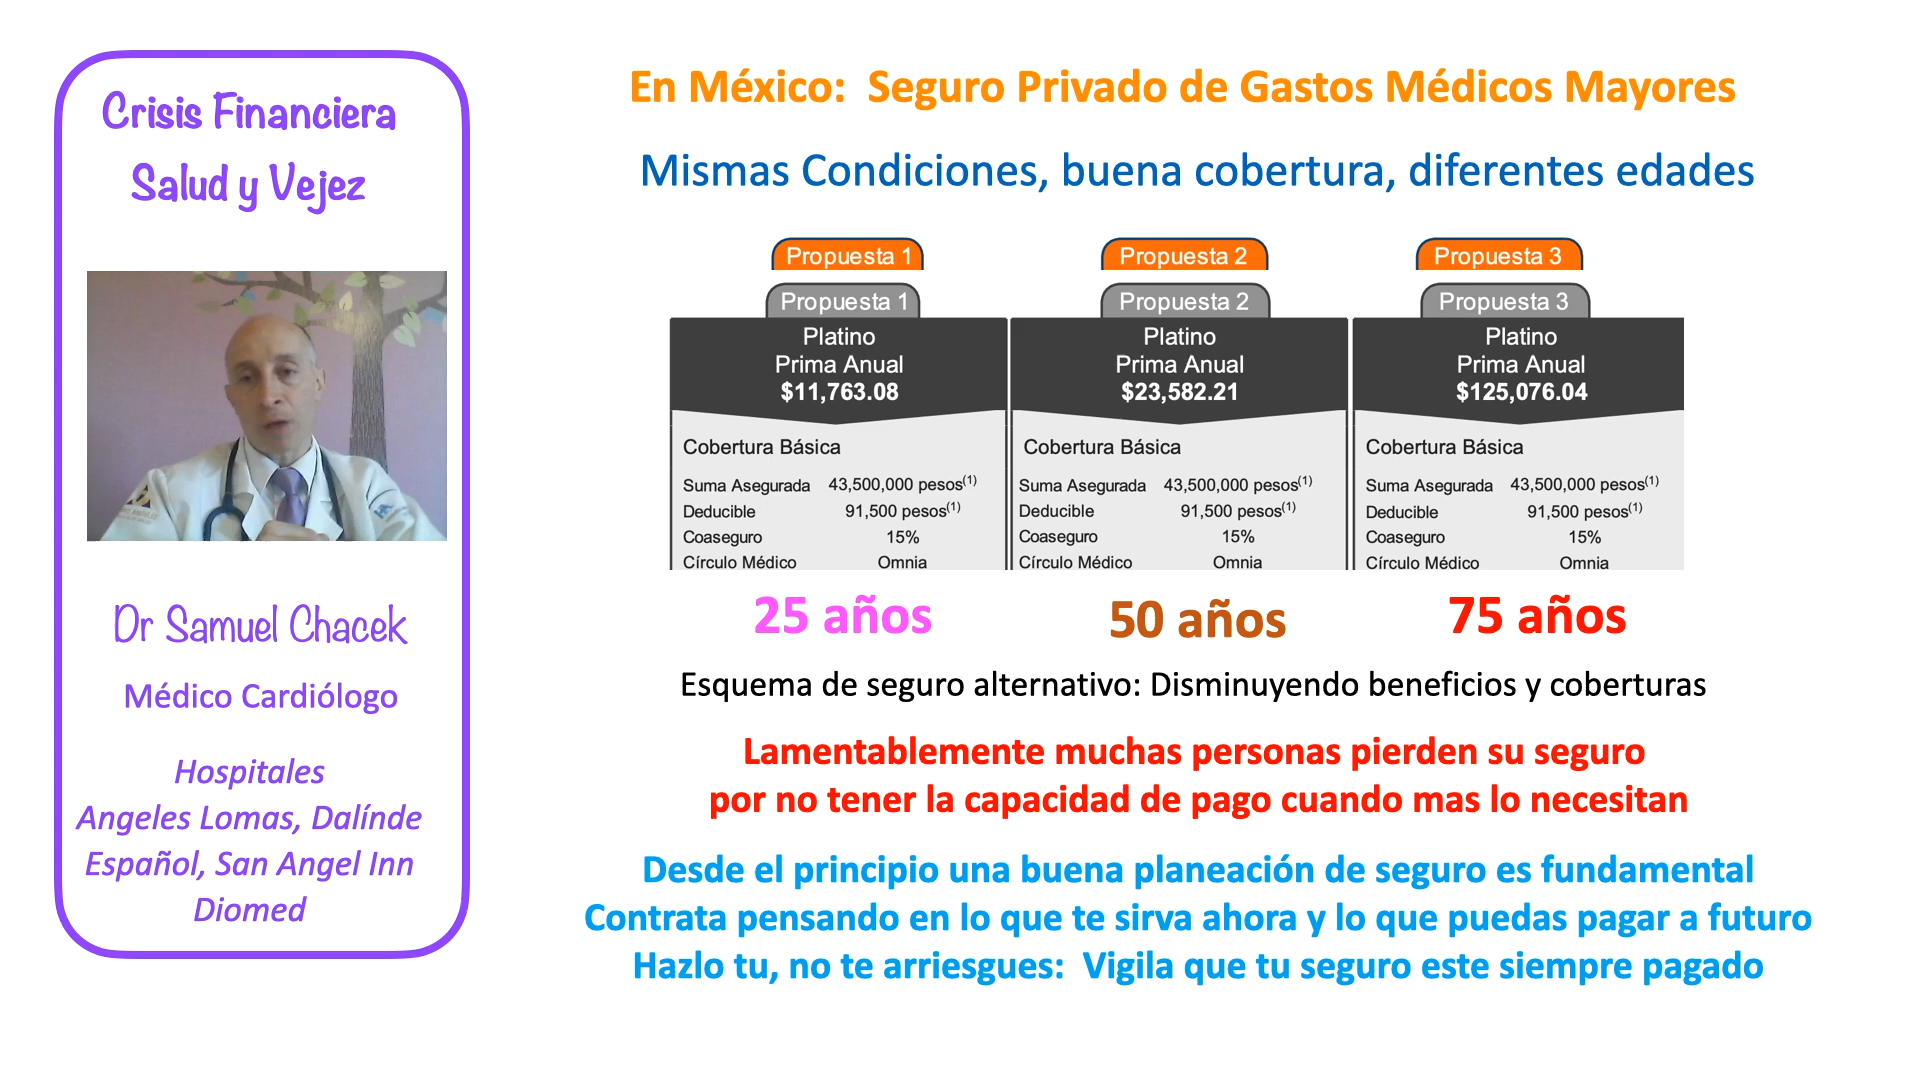 Crisis Financiera
Salud y Vejez
Dr Samuel Chacek
Médico Cardiólogo
Hospitales
Angeles Lomas, Dalínde
Español, San Angel Inn
Diomed
En México:  Seguro Privado de Gastos Médicos Mayores
Mismas Condiciones, buena cobertura, diferentes edades
Propuesta 1
Propuesta 1
Platino
Prima Anual
$11,763.08
Cobertura Básica
Suma Asegurada 43,500,000 pesos(1)
Deducible 91,500 pesos(1)
Coaseguro 15%
Círculo Médico Omnia
25 años
Propuesta 2
Propuesta 2
Platino
Prima Anual
$23,582.21
Cobertura Básica
Suma Asegurada 43,500,000 pesos(1)
Deducible 91,500 pesos(1)
Coaseguro 15%
Círculo Médico Omnia
50 años
Propuesta 3
Propuesta 3
Platino
Prima Anual
$125,076.04
Cobertura Básica
Suma Asegurada 43,500,000 pesos(1)
Deducible 91,500 pesos(1)
Coaseguro 15%
Círculo Médico Omnia
75 años
Esquema de seguro alternativo: Disminuyendo beneficios y coberturas
Lamentablemente muchas personas pierden su seguro
por no tener la capacidad de pago cuando mas lo necesitan
Desde el principio una buena planeación de seguro es fundamental
Contrata pensando en lo que te sirva ahora y lo que puedas pagar a futuro
Hazlo tu, no te arriesgues:  Vigila que tu seguro este siempre pagado